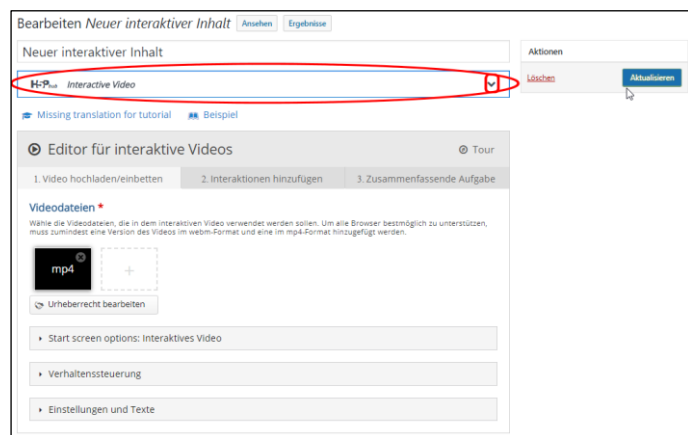 Bearbeiten Neuer interaktiver Inhalt Ansehen Ergebnisse
Neuer interaktiver Inhalt
Aktionen
H-P hub Interactive Video
Löschen Aktualisieren
Missing translation for tutorial Beispiel
Editor für interaktive Videos Tour
1. Video hochladen/einbetten 2. Interaktionen hinzufügen 3. Zusammenfassende Aufgabe
Videodateien *
Wähle die Videodateien, die in dem interaktiven Video verwendet werden sollen. Um alle Browser bestmöglich zu unterstützen,
muss zumindest eine Version des Videos im webm-Format und eine im mp4-Format hinzugefügt werden.
mp4
+
Urheberrecht bearbeiten
Start screen options: Interaktives Video
Verhaltenssteuerung
Einstellungen und Texte